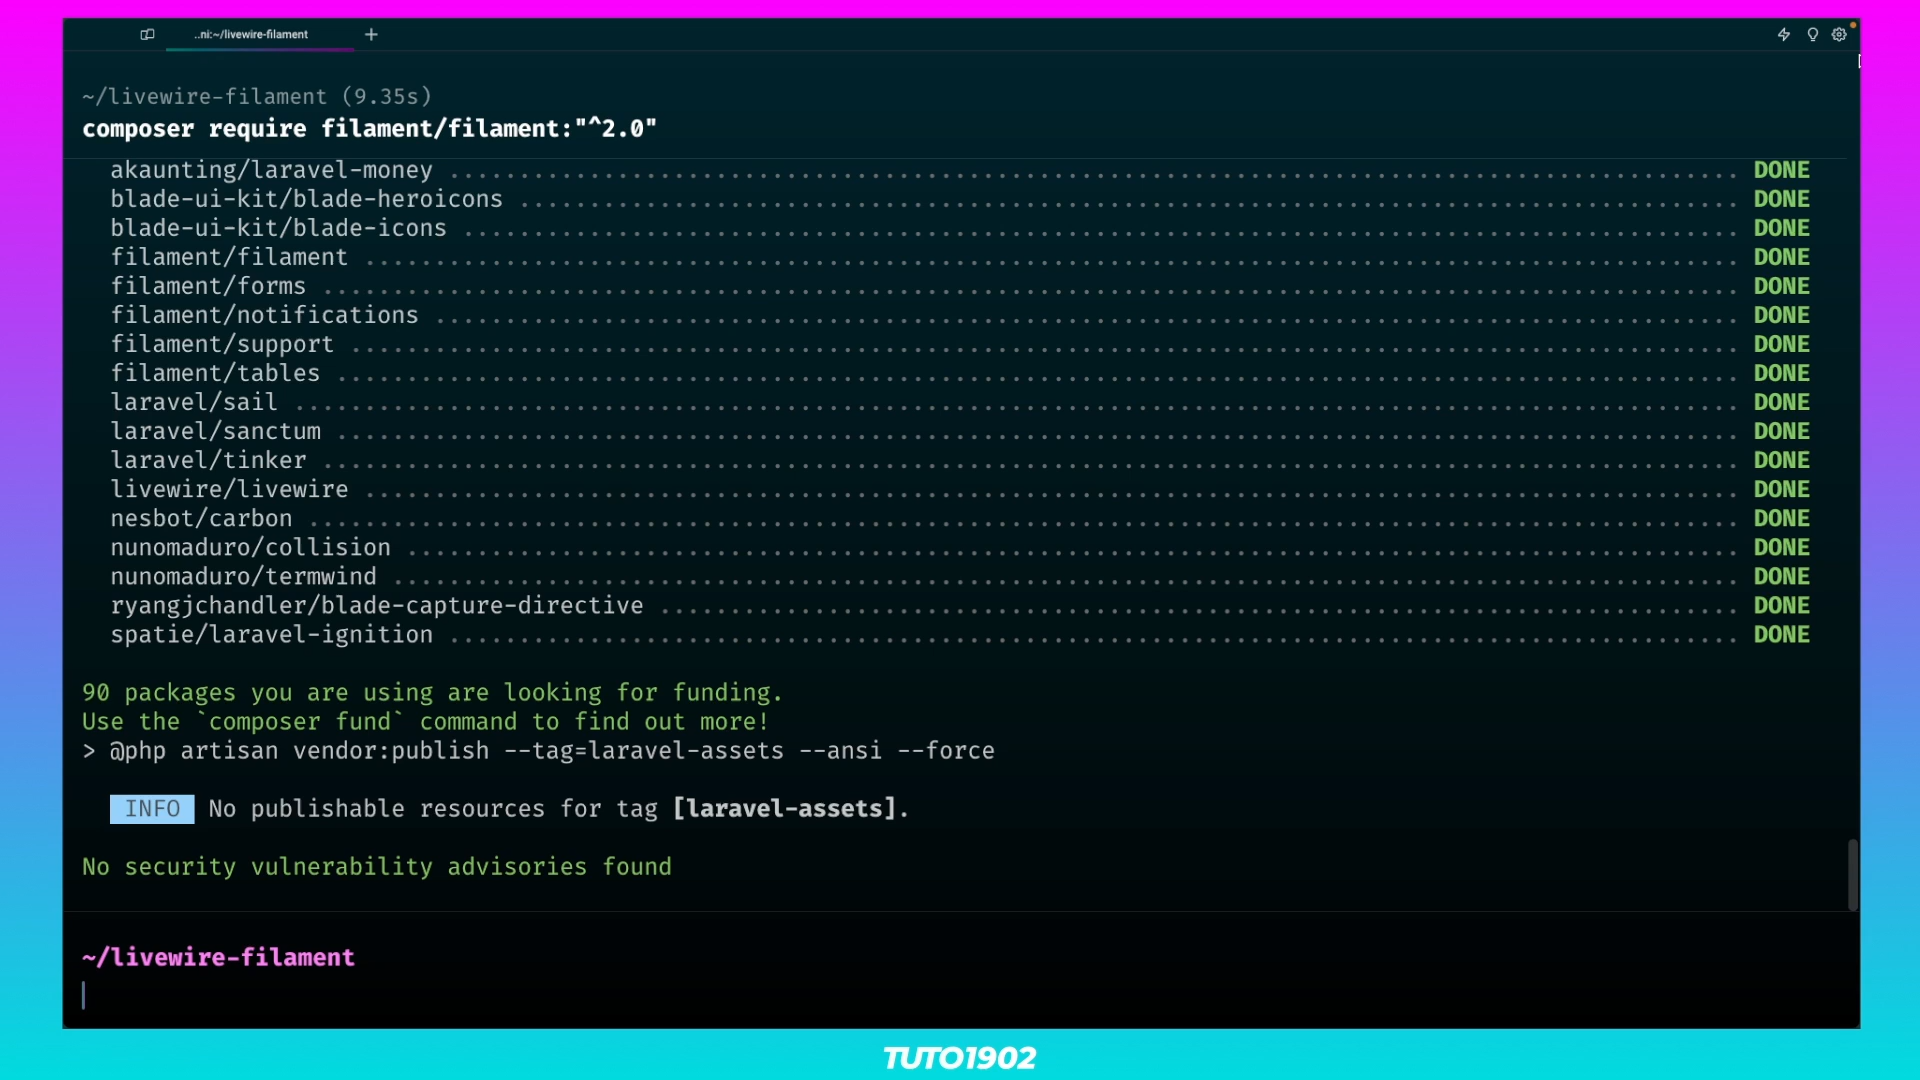 ..ni:~/livewire-filament
~/livewire-filament (9.35s)
composer require filament/filament:"^2.0"
akaunting/laravel-money ........................................................................................... DONE
blade-ui-kit/blade-heroicons ...................................................................................... DONE
blade-ui-kit/blade-icons .......................................................................................... DONE
filament/filament ................................................................................................. DONE
filament/forms .................................................................................................... DONE
filament/notifications ............................................................................................ DONE
filament/support .................................................................................................. DONE
filament/tables ................................................................................................... DONE
laravel/sail ...................................................................................................... DONE
laravel/sanctum ................................................................................................... DONE
laravel/tinker .................................................................................................... DONE
livewire/livewire ................................................................................................. DONE
nesbot/carbon ..................................................................................................... DONE
nunomaduro/collision .............................................................................................. DONE
nunomaduro/termwind ............................................................................................... DONE
ryangjchandler/blade-capture-directive ............................................................................ DONE
spatie/laravel-ignition ........................................................................................... DONE
90 packages you are using are looking for funding.
Use the `composer fund` command to find out more!
> @php artisan vendor:publish --tag=laravel-assets --ansi --force
INFO No publishable resources for tag [laravel-assets].
No security vulnerability advisories found
~/livewire-filament
TUTO1902